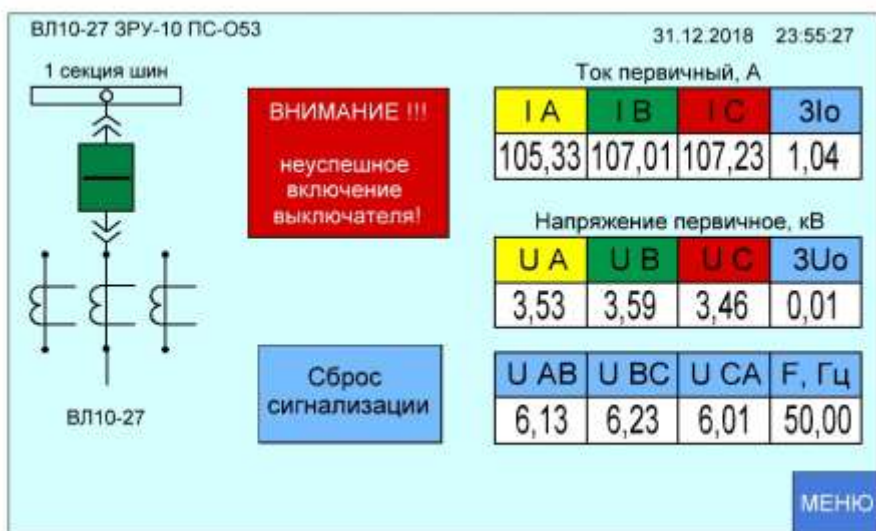 ВЛ10-27 ЗРУ-10 ПС-О53
31.12.2018 23:55:27
1 секция шин
ВНИМАНИЕ !!!
неуспешное
включение
выключателя!
Ток первичный, А
I A I B I C 3Io
105,33 107,01 107,23 1,04
Напряжение первичное, кВ
U A U B U C 3Uo
3,53 3,59 3,46 0,01
Сброс
сигнализации
U AB U BC U CA F, Гц
6,13 6,23 6,01 50,00
ВЛ10-27
МЕНЮ